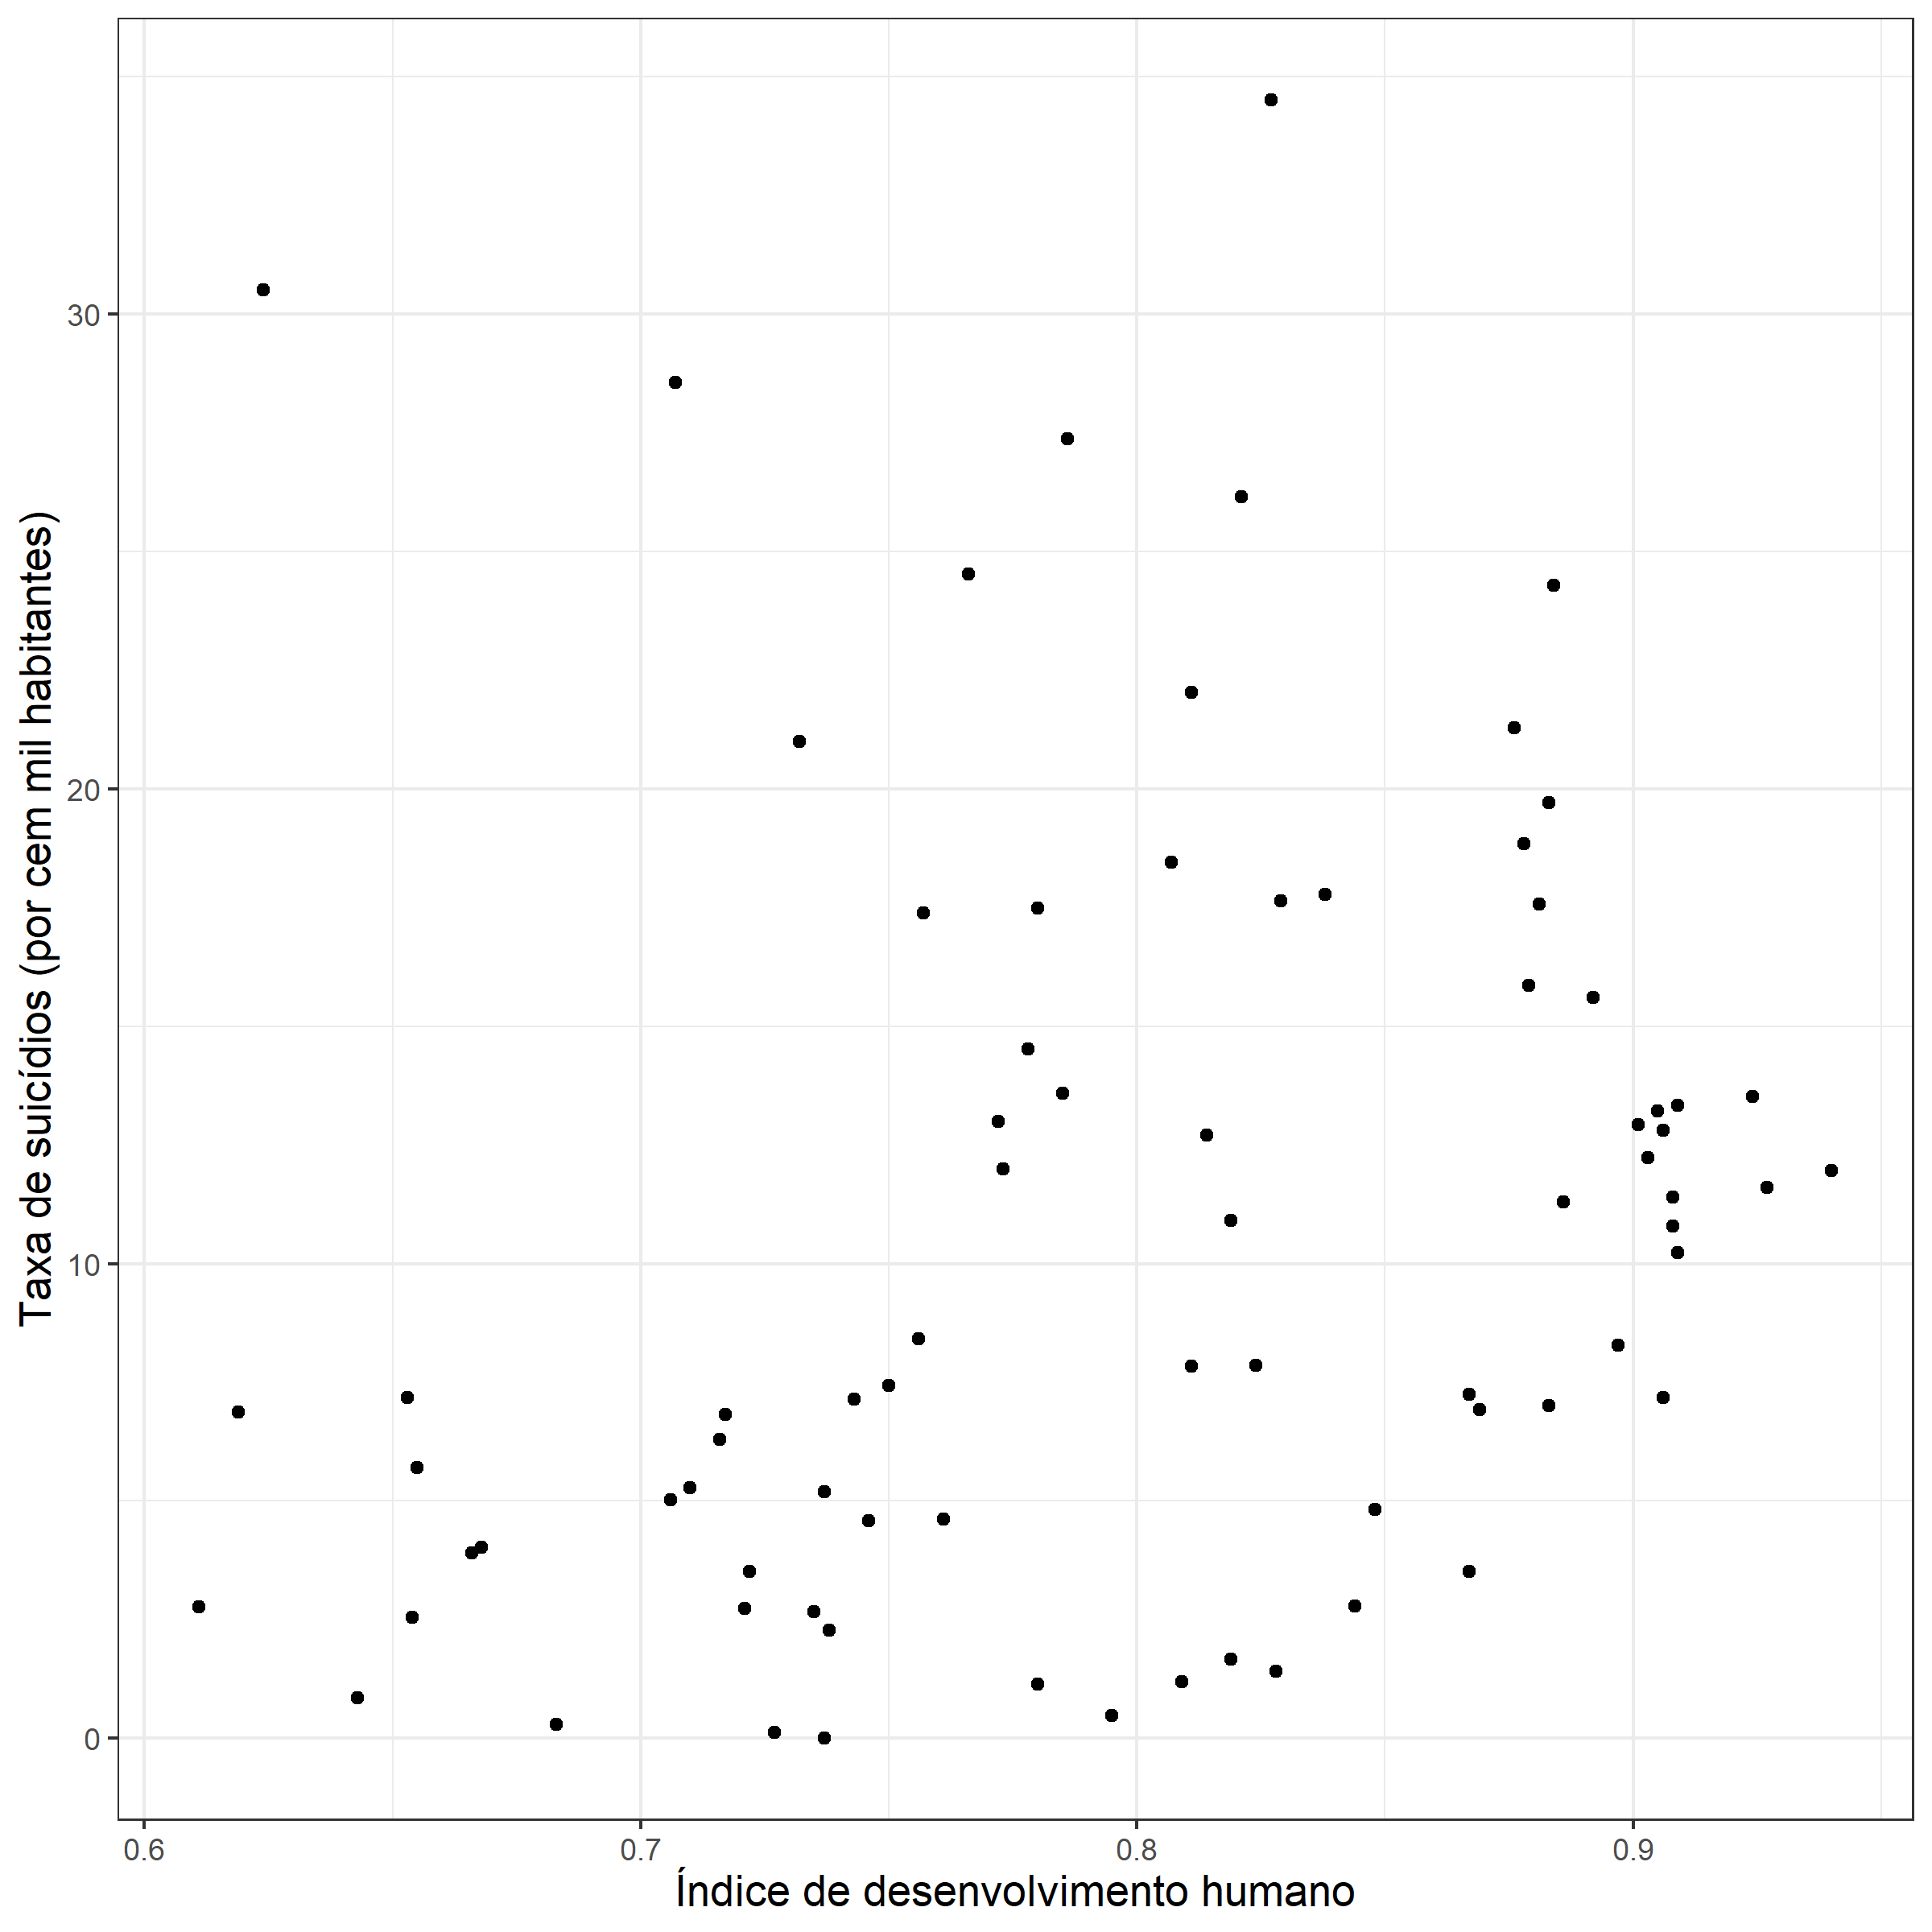 Taxa de suicídios (por cem mil habitantes)
30
20
10
0
0.6 0.7 0.8 0.9
Índice de desenvolvimento humano